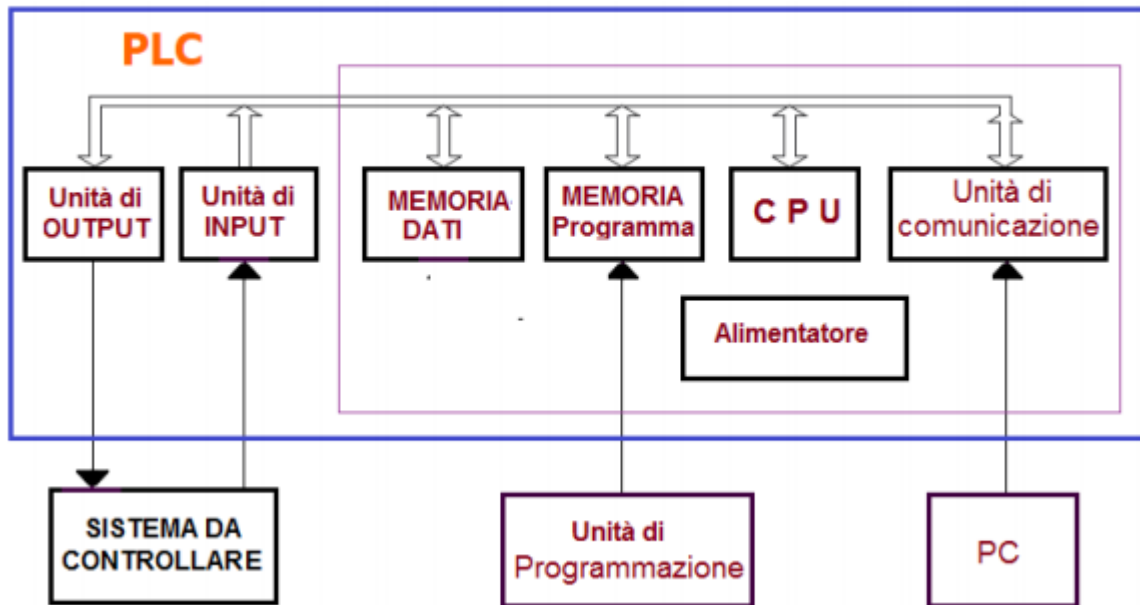 PLC
Unità di
OUTPUT
Unità di
INPUT
MEMORIA
DATI
MEMORIA
Programma
C P U
Unità di
comunicazione
Alimentatore
SISTEMA DA
CONTROLLARE
Unità di
Programmazione
PC